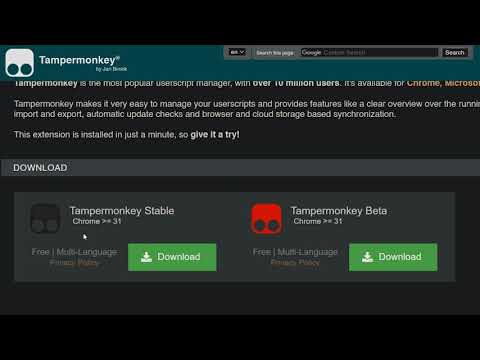 Tampermonkey®
by Jan Biniok
en
Search this page:
Google Custom Search
Search
Tampermonkey is the most popular userscript manager, with over 10 million users. It's available for Chrome, Microso
Tampermonkey makes it very easy to manage your userscripts and provides features like a clear overview over the runn
import and export, automatic update checks and browser and cloud storage based synchronization.
This extension is installed in just a minute, so give it a try!
DOWNLOAD
Tampermonkey Stable
Chrome >= 31
Free | Multi-Language
Privacy Policy
Download
Tampermonkey Beta
Chrome >= 31
Free | Multi-Language
Privacy Policy
Download